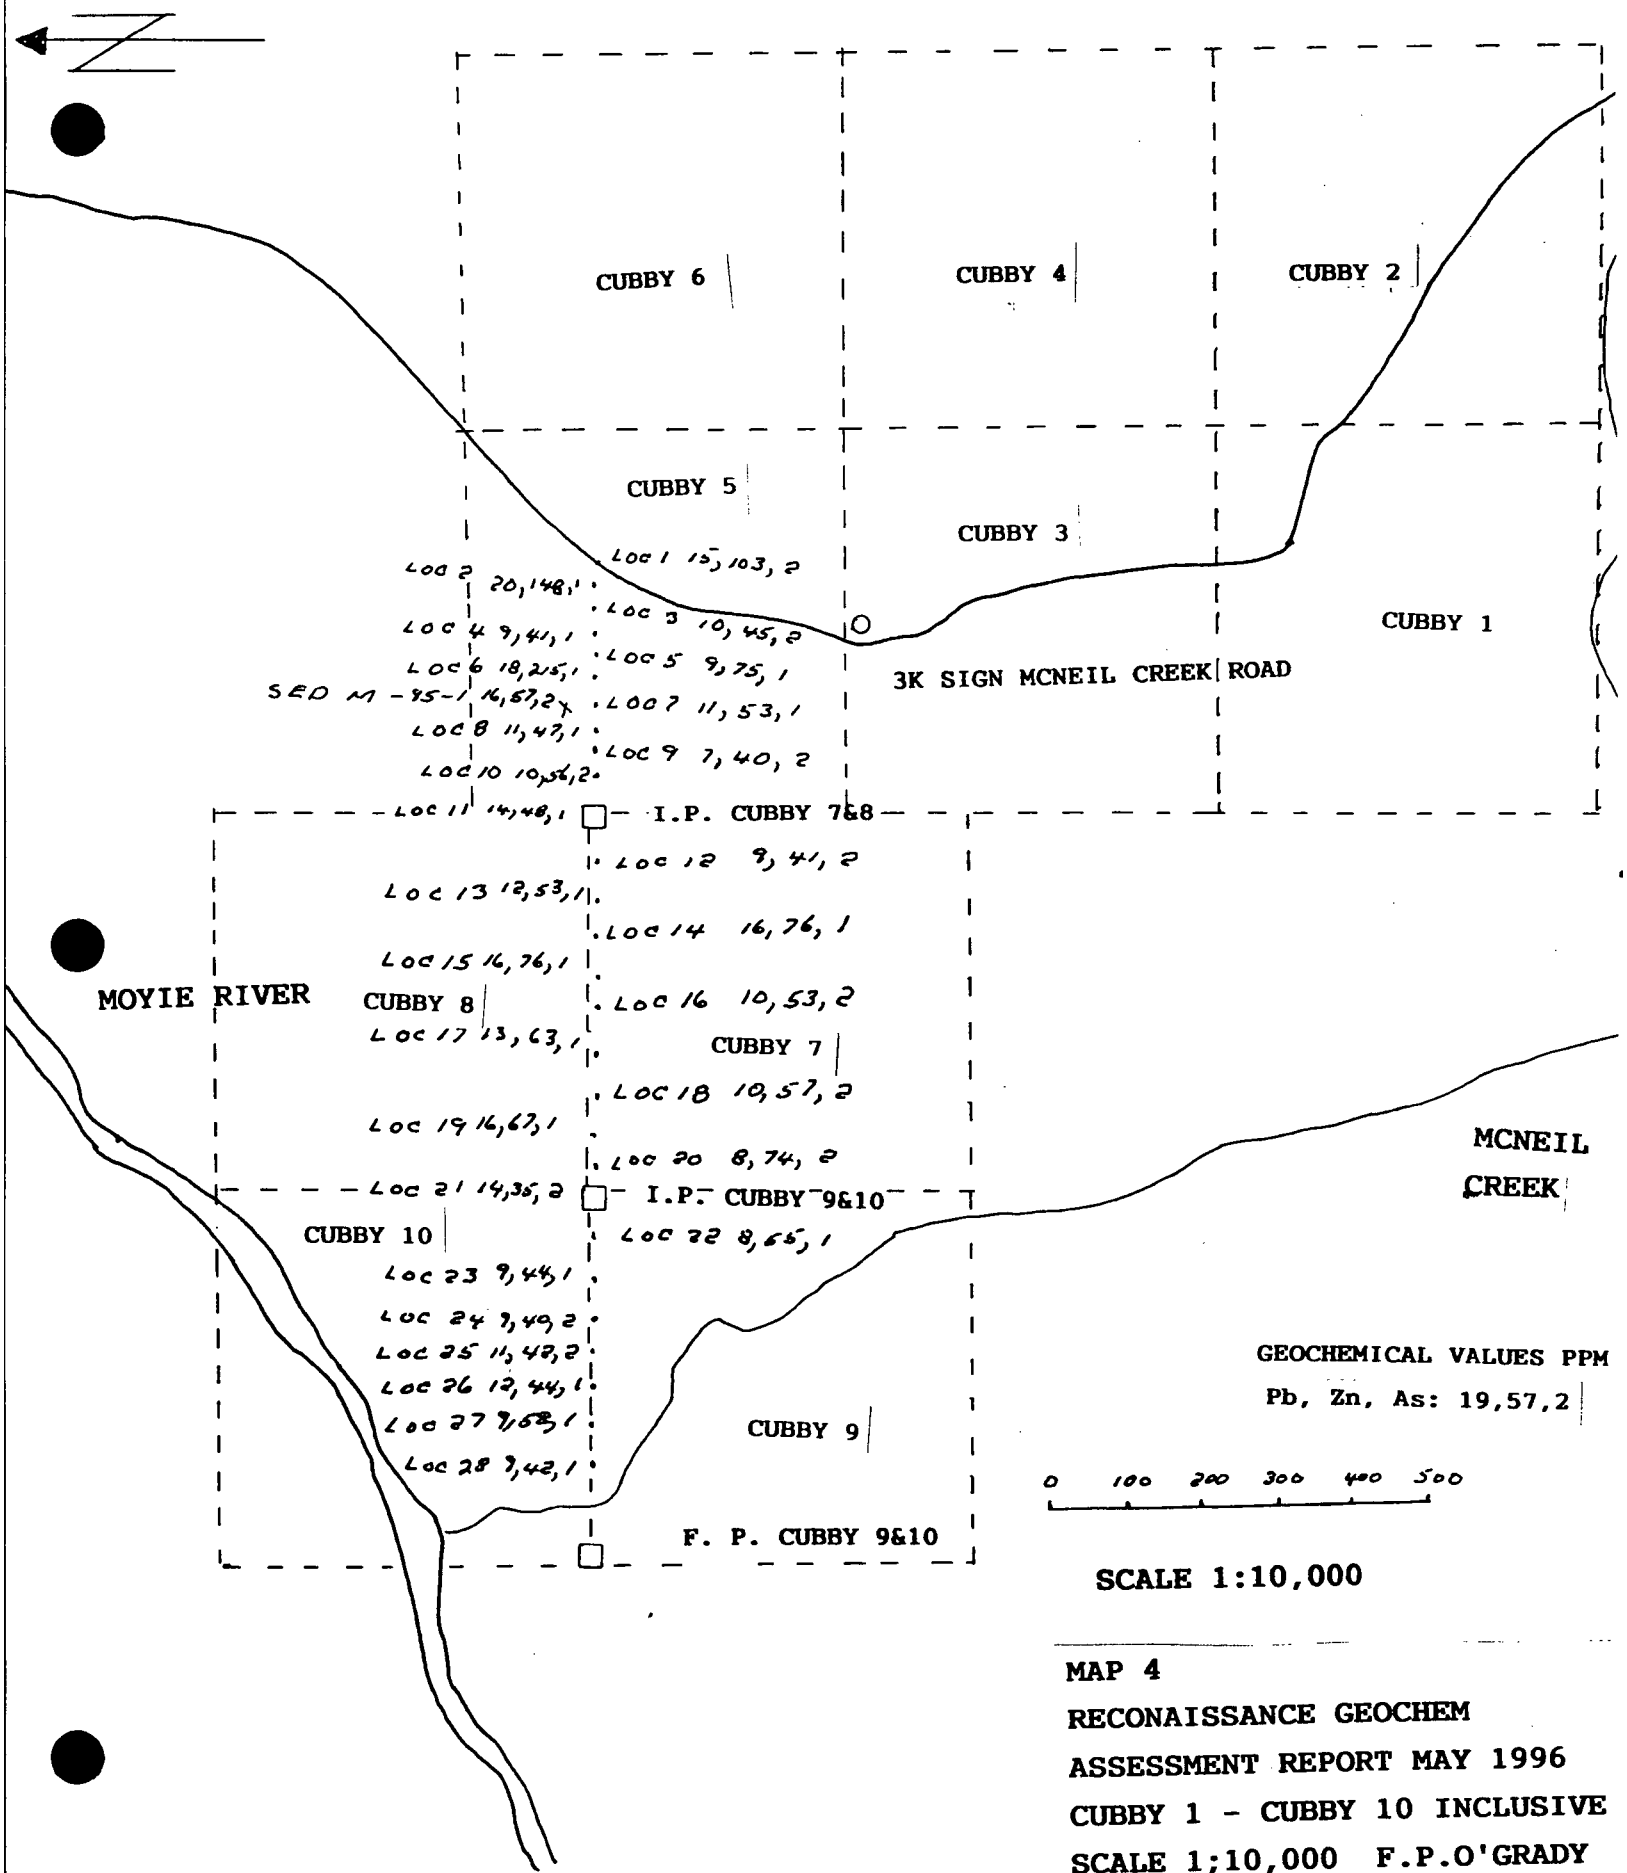 N
CUBBY 6
CUBBY 4
CUBBY 2
CUBBY 5
CUBBY 3
LOC 1 15,103,2
LOC 2 20,148,1
LOC 3 10,45,2
CUBBY 1
LOC 4 9,41,1
LOC 5 9,75,1
LOC 6 18,215,1
3K SIGN MCNEIL CREEK ROAD
SED M-95-1 16,57,2
LOC 7 11,53,1
LOC 8 11,47,1
LOC 9 7,40,2
LOC 10 10,56,2
LOC 11 14,48,1
I.P. CUBBY 7&8
LOC 12 9,41,2
LOC 13 12,53,1
LOC 14 16,76,1
LOC 15 16,76,1
MOYIE RIVER
CUBBY 8
LOC 16 10,53,2
LOC 17 13,63,1
CUBBY 7
LOC 18 10,57,2
LOC 19 16,67,1
MCNEIL
CREEK
LOC 20 8,74,2
LOC 21 14,35,2
I.P. CUBBY 9&10
CUBBY 10
LOC 22 8,65,1
LOC 23 9,44,1
LOC 24 9,40,2
LOC 25 11,42,2
LOC 26 12,44,1
LOC 27
LOC 28 9,42,1
GEOCHEMICAL VALUES PPM
Pb, Zn, As: 19,57,2
CUBBY 9
0 100 200 300 400 500
F. P. CUBBY 9&10
SCALE 1:10,000
MAP 4
RECONAISSANCE GEOCHEM
ASSESSMENT REPORT MAY 1996
CUBBY 1 - CUBBY 10 INCLUSIVE
SCALE 1;10,000 F.P.O'GRADY